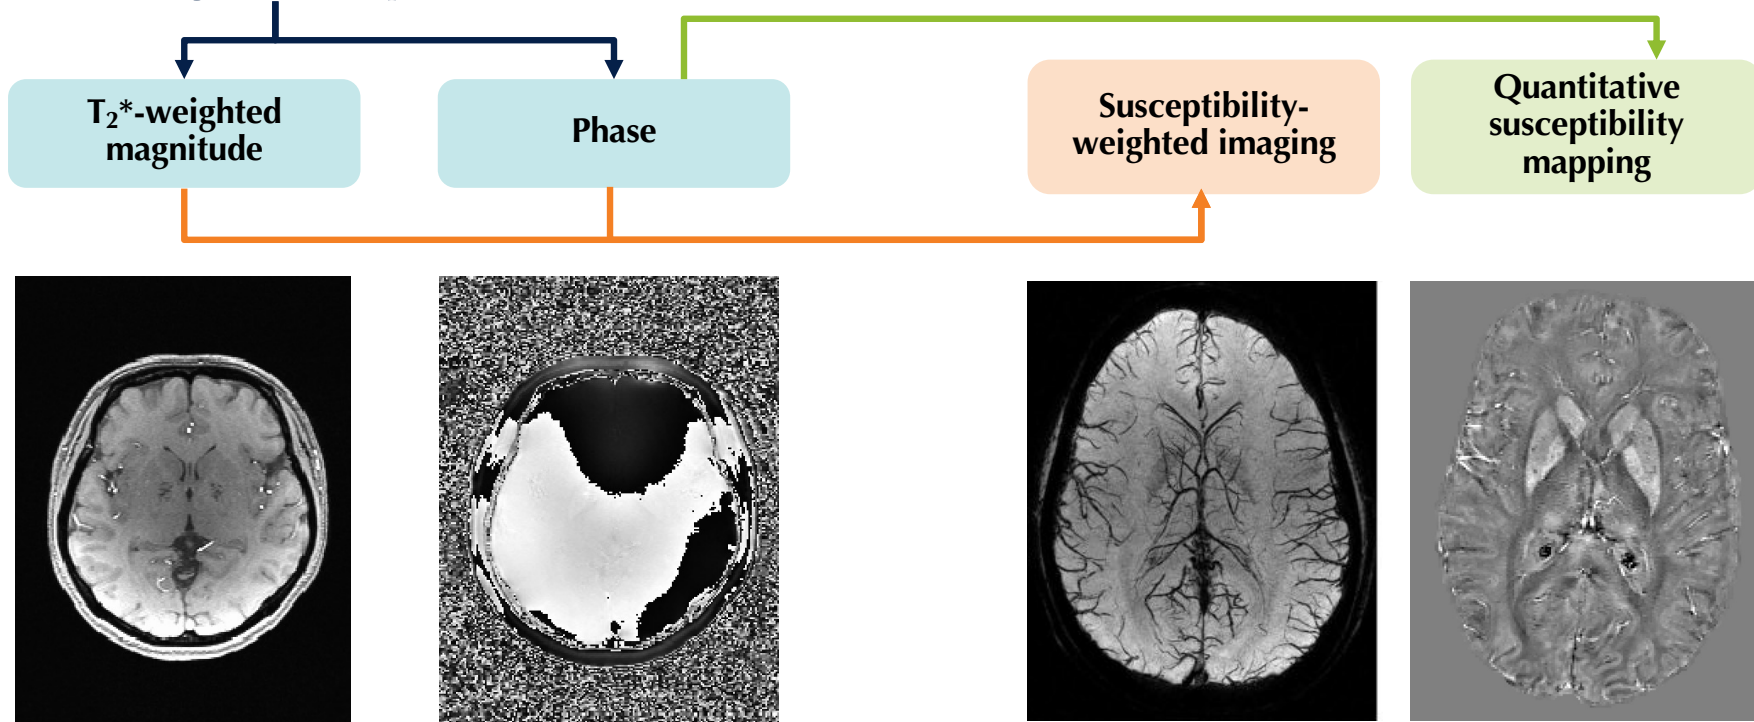 T₂*-weighted
magnitude
Phase
Susceptibility-
weighted imaging
Quantitative
susceptibility
mapping